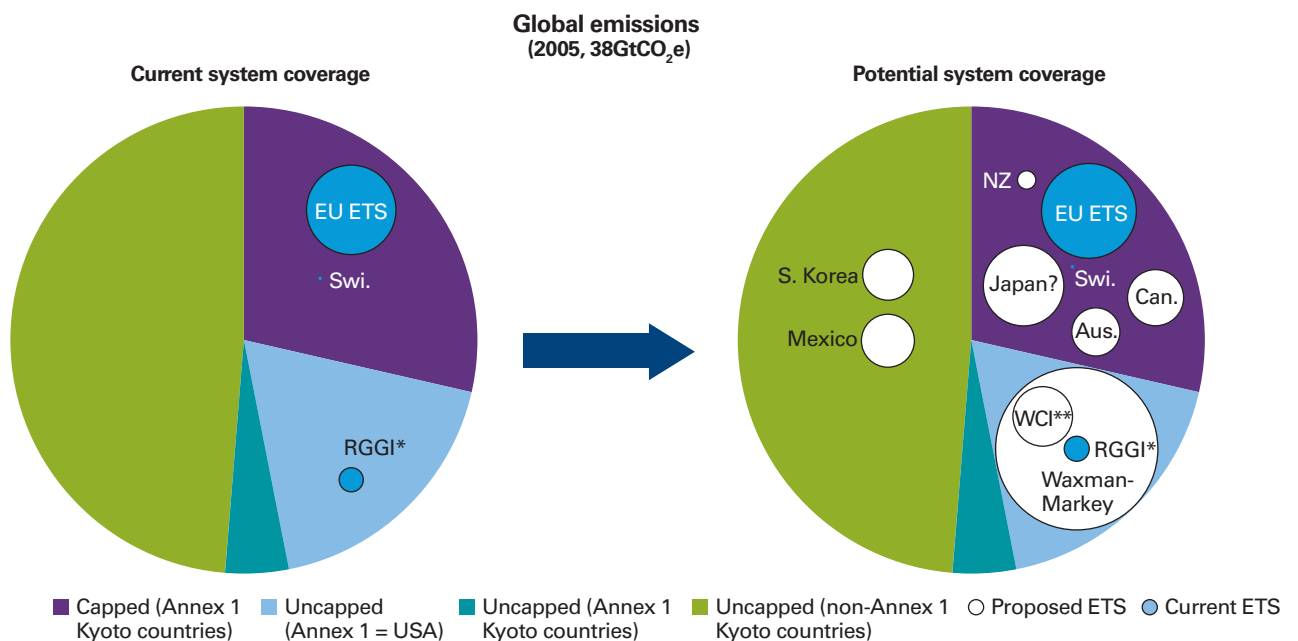 Global emissions
(2005, 38GtCO₂e)
Current system coverage
EU ETS
Swi.
RGGI*
Potential system coverage
NZ
EU ETS
S. Korea
Japan?
Swi.
Can.
Mexico
Aus.
WCI**
RGGI*
Waxman-
Markey
Capped (Annex 1
Kyoto countries)
Uncapped
(Annex 1 = USA)
Uncapped (Annex 1
Kyoto countries)
Uncapped (non-Annex 1
Kyoto countries)
Proposed ETS
Current ETS